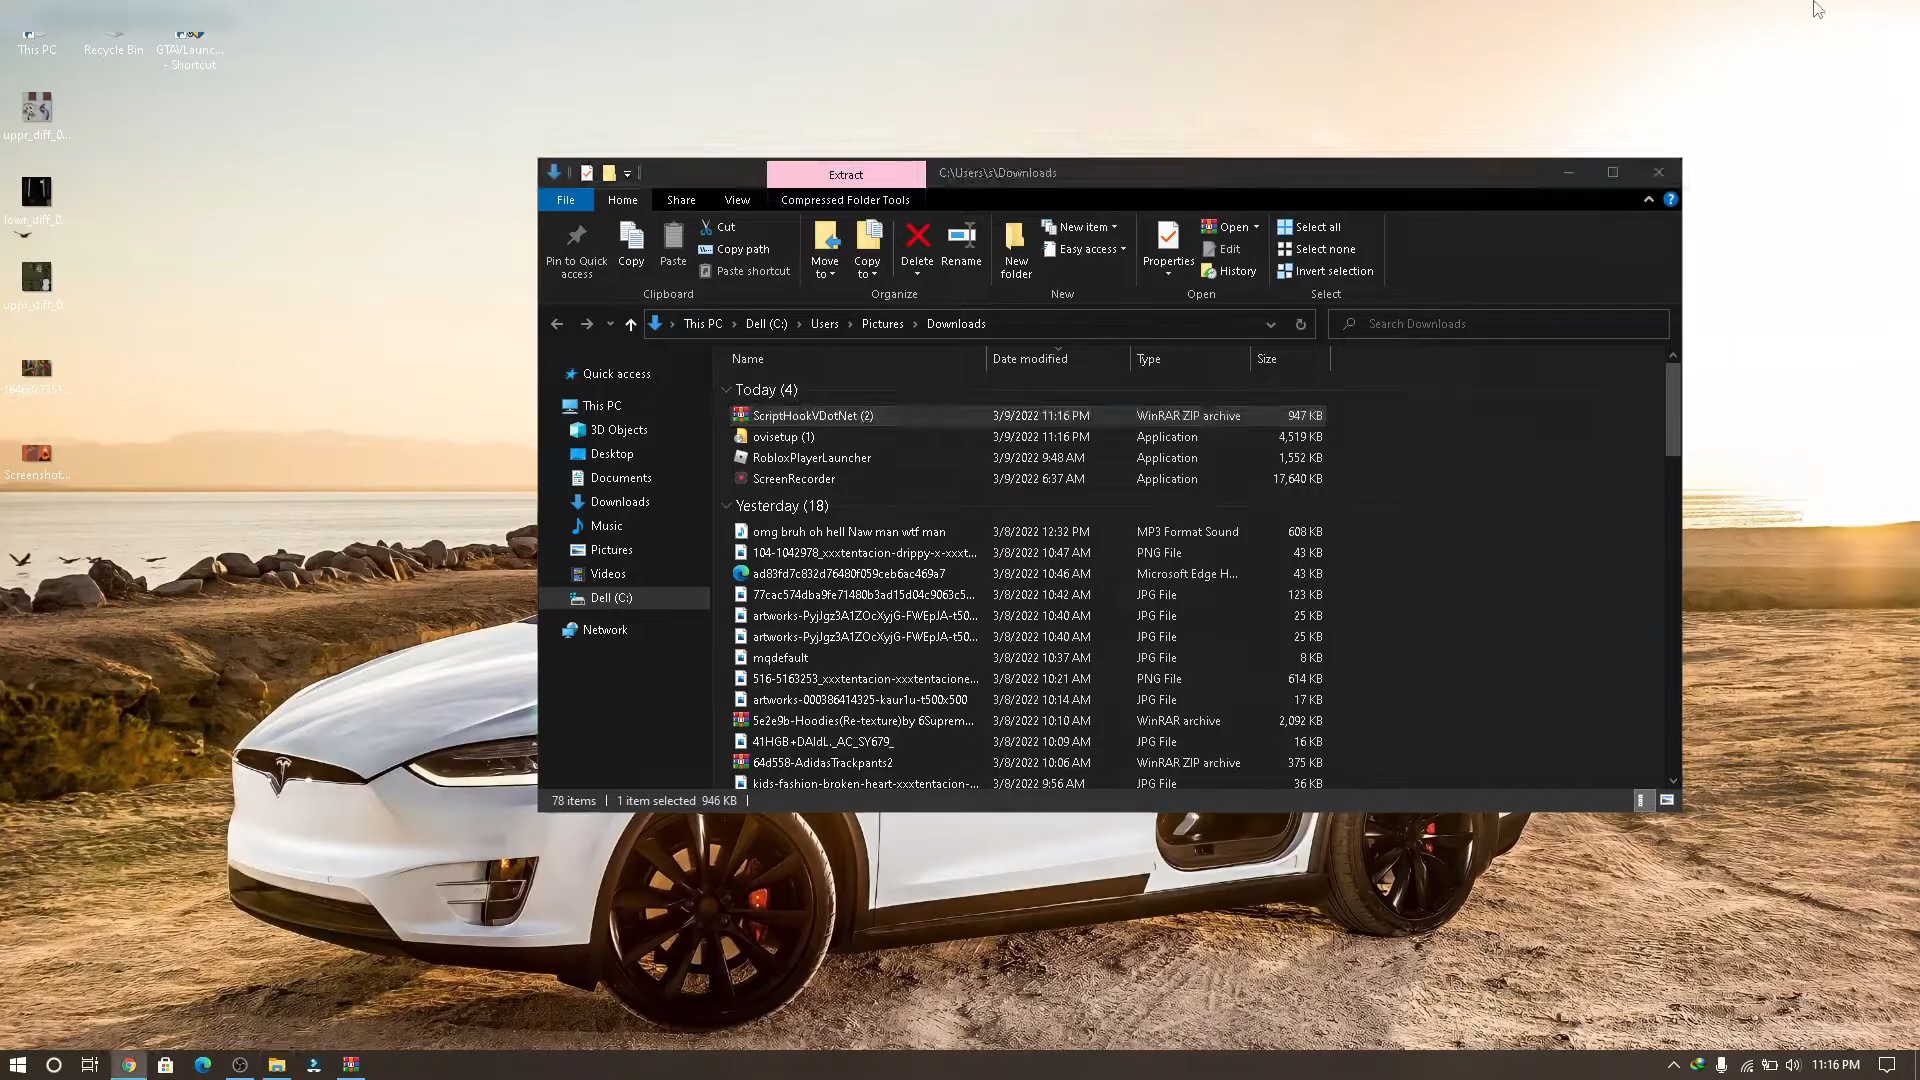 This PC
Recycle Bin
GTAVLaunc...
- Shortcut
uppr_diff_0...
lowr_diff_0.
uppr_diff_0.
Screenshot...
Extract
C:\Users\s\Downloads
File
Home
Share
View
Compressed Folder Tools
Pin to Quick
access
Copy
Paste
Cut
Copy path
Paste shortcut
Clipboard
Move
to
Copy
to
Delete
Rename
Organize
New
folder
New item
Easy access
New
Properties
Open
Edit
History
Open
Select all
Select none
Invert selection
Select
This PC > Dell (C:) > Users > Pictures > Downloads
Search Downloads
Quick access
This PC
3D Objects
Desktop
Documents
Downloads
Music
Pictures
Videos
Dell (C:)
Network
Name Date modified Type Size
Today (4)
ScriptHookVDotNet (2) 3/9/2022 11:16 PM WinRAR ZIP archive 947 KB
ovisetup (1) 3/9/2022 11:16 PM Application 4,519 KB
RobloxPlayerLauncher 3/9/2022 9:48 AM Application 1,552 KB
ScreenRecorder 3/9/2022 6:37 AM Application 17,640 KB
Yesterday (18)
omg bruh oh hell Naw man wtf man 3/8/2022 12:32 PM MP3 Format Sound 608 KB
104-1042978_xxxtentacion-drippy-x-xxxt... 3/8/2022 10:47 AM PNG File 43 KB
ad83fd7c832d76480f059ceb6ac469a7 3/8/2022 10:46 AM Microsoft Edge H... 43 KB
77cac574dba9fe71480b3ad15d04c9063c5... 3/8/2022 10:42 AM JPG File 123 KB
artworks-PyjJgz3A1ZOcXyjG-FWEpJA-t50... 3/8/2022 10:40 AM JPG File 25 KB
artworks-PyjJgz3A1ZOcXyjG-FWEpJA-t50... 3/8/2022 10:40 AM JPG File 25 KB
mqdefault 3/8/2022 10:37 AM JPG File 8 KB
516-5163253_xxxtentacion-xxxtentacione... 3/8/2022 10:21 AM PNG File 614 KB
artworks-000386414325-kaur1u-t500x500 3/8/2022 10:14 AM JPG File 17 KB
5e2e9b-Hoodies(Re-texture)by 6Suprem... 3/8/2022 10:10 AM WinRAR archive 2,092 KB
41HGB+DAIdL._AC_SY679_ 3/8/2022 10:09 AM JPG File 16 KB
64d558-AdidasTrackpants2 3/8/2022 10:06 AM WinRAR ZIP archive 375 KB
kids-fashion-broken-heart-xxxtentacion-... 3/8/2022 9:56 AM JPG File 36 KB
78 items 1 item selected 946 KB
11:16 PM